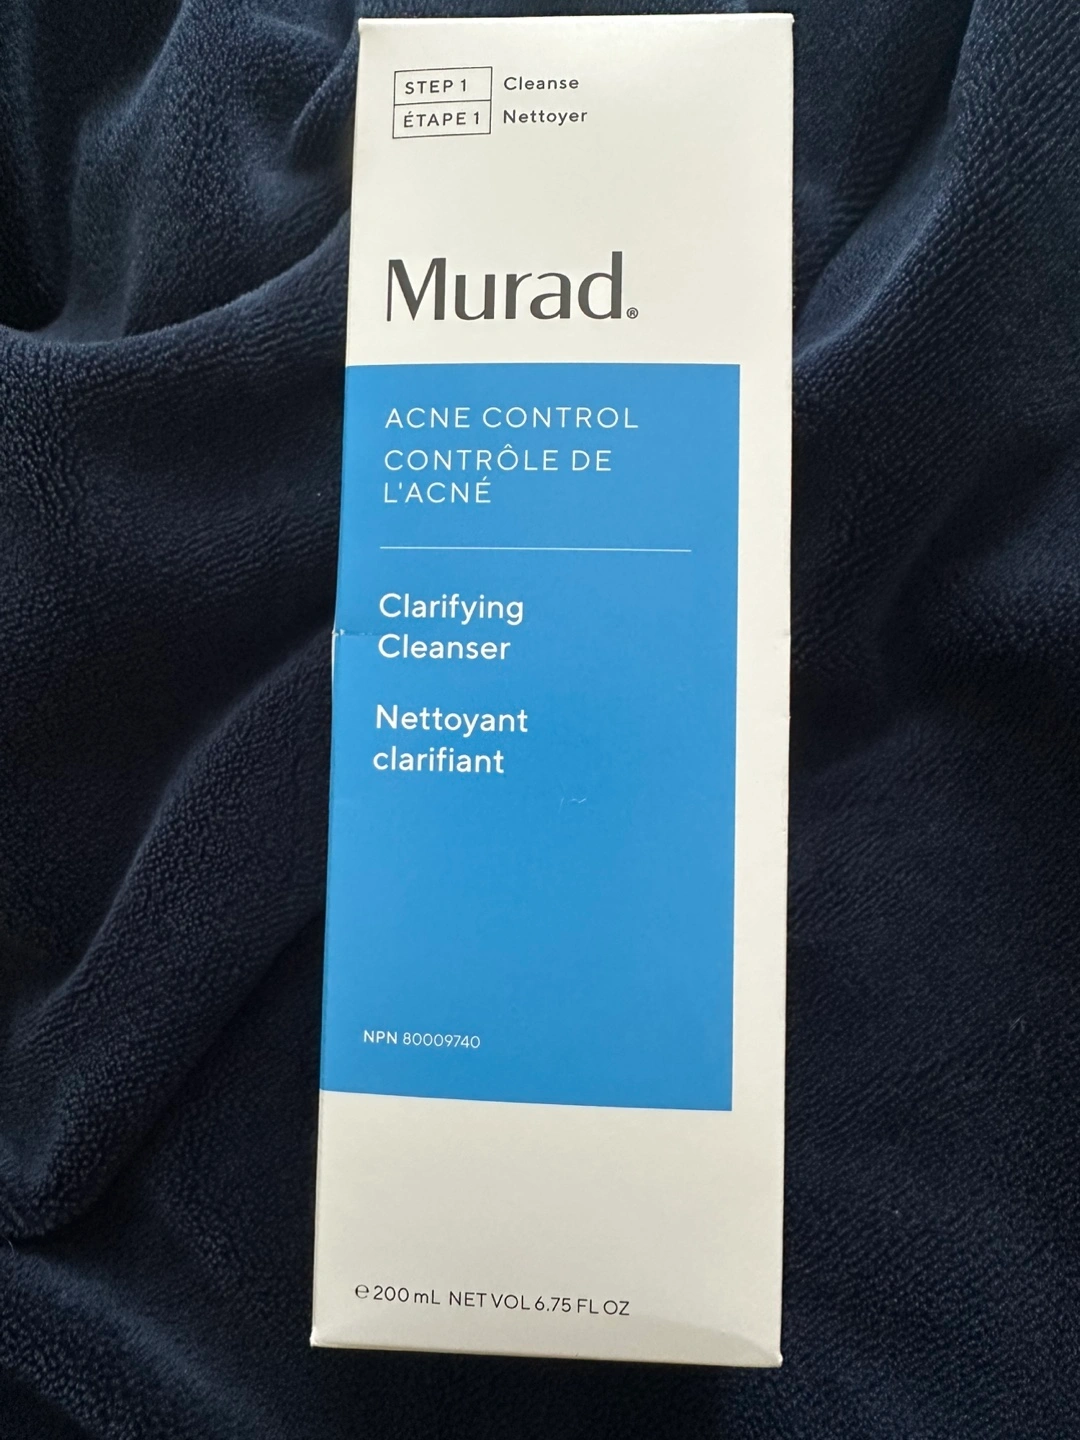 STEP 1 Cleanse
ÉTAPE 1 Nettoyer
Murad®
ACNE CONTROL
CONTRÔLE DE
L'ACNÉ
Clarifying
Cleanser
Nettoyant
clarifiant
NPN 80009740
℮ 200 mL NET VOL 6.75 FL OZ